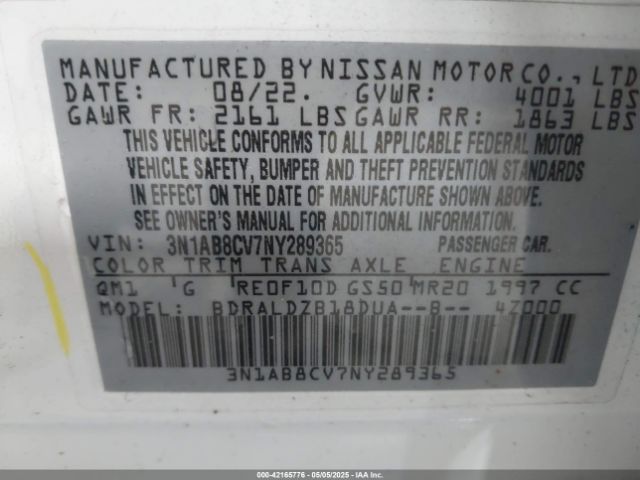 MANUFACTURED BY NISSAN MOTOR CO., LTD
DATE: 08/22. GVWR: 4001 LBS
GAWR FR: 2161 LBS GAWR RR: 1863 LBS
THIS VEHICLE CONFORMS TO ALL APPLICABLE FEDERAL MOTOR
VEHICLE SAFETY, BUMPER AND THEFT PREVENTION STANDARDS
IN EFFECT ON THE DATE OF MANUFACTURE SHOWN ABOVE.
SEE OWNER'S MANUAL FOR ADDITIONAL INFORMATION.
VIN: 3N1AB8CV7NY289365 PASSENGER CAR.
COLOR TRIM TRANS AXLE ENGINE
QM1 G RE0F10D GS50 MR20 1997 CC
MODEL: BDRALDZB18DUA--B-- 4Z000
3N1AB8CV7NY289365
000-42165776 - 05/05/2025 - IAAI.com